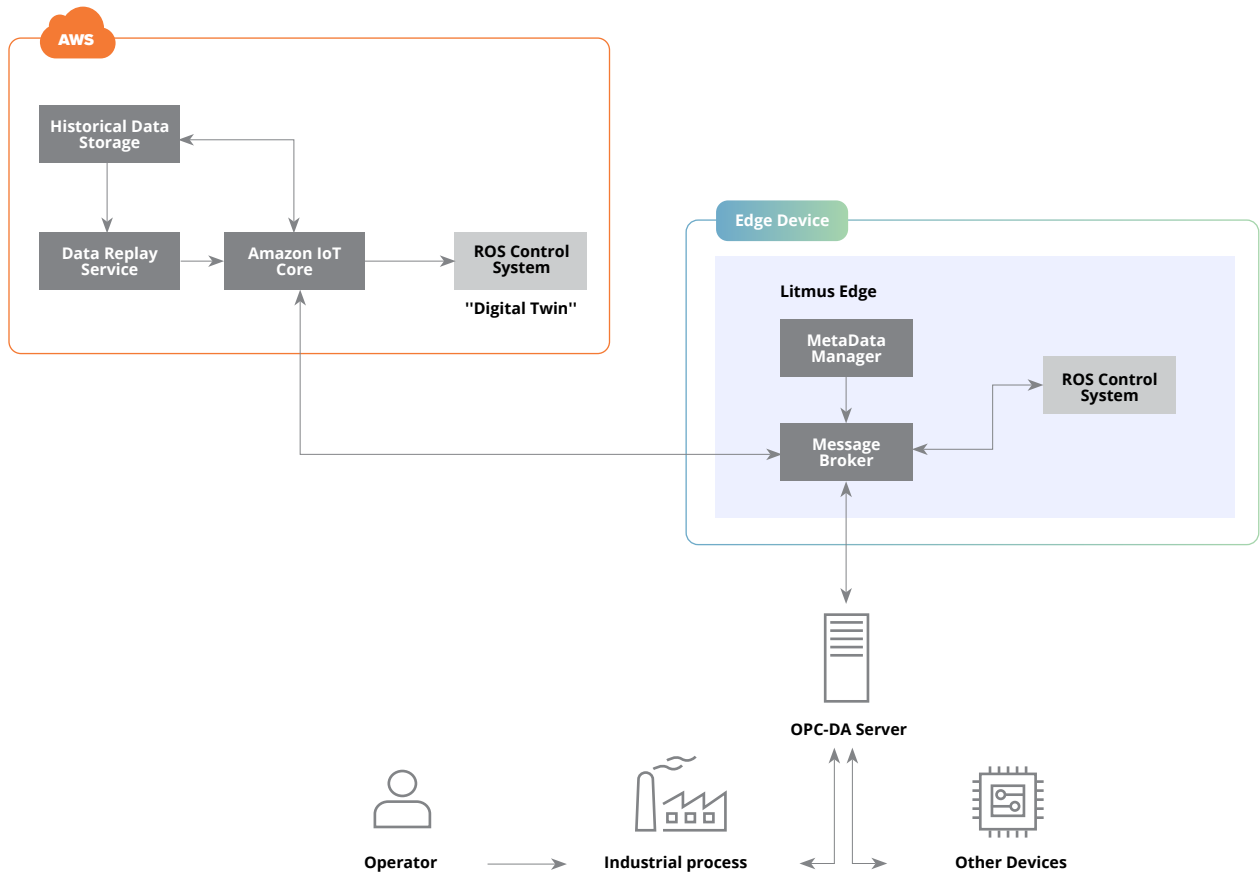 AWS
Historical Data
Storage
Data Replay
Service
Amazon IoT
Core
ROS Control
System
"Digital Twin"
Edge Device
Litmus Edge
MetaData
Manager
ROS Control
System
Message
Broker
OPC-DA Server
Operator
Industrial process
Other Devices